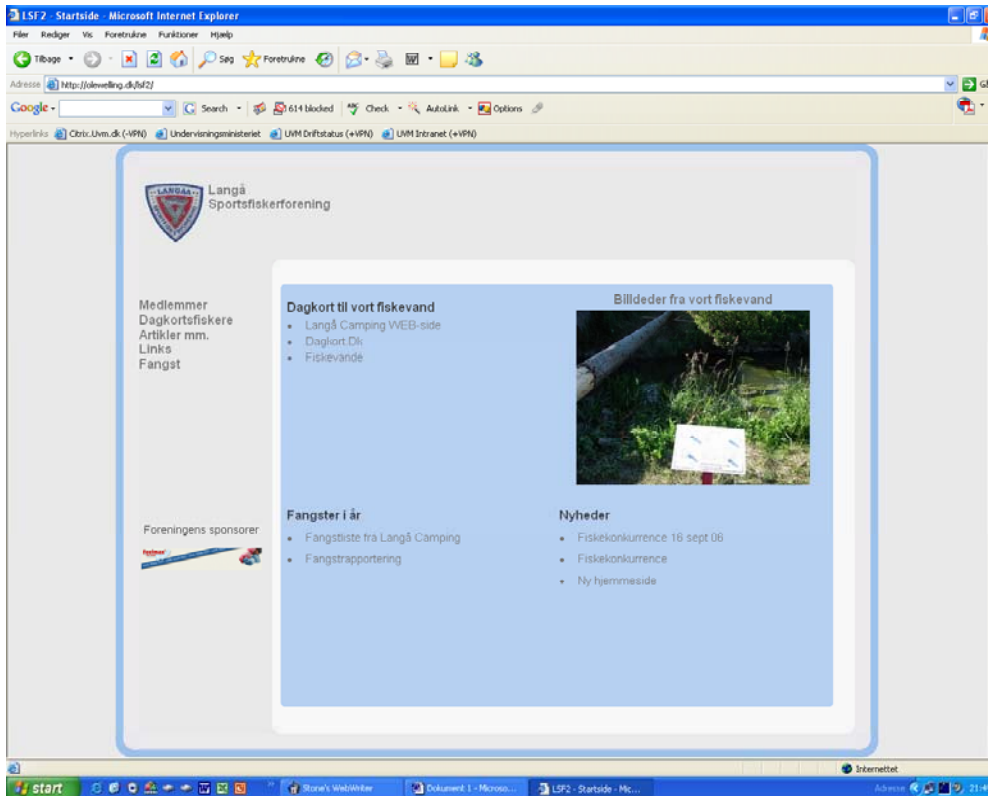 LSF2 - Startside - Microsoft Internet Explorer
Filer Rediger Vis Foretrukne Funktioner Hjælp
Tilbage Søg Foretrukne
Adresse http://olewelling.dk/lsf2/
Google Search 614 blocked Check AutoLink Options
Hyperlinks Citrix.Uvm.dk (-VPN) Undervisningsministeriet UVM Driftstatus (+VPN) UVM Intranet (+VPN)
LANGAA
Langå
Sportsfiskerforening
Medlemmer
Dagkortsfiskere
Artikler mm.
Links
Fangst
Foreningens sponsorer
Dagkort til vort fiskevand
• Langå Camping WEB-side
• Dagkort.Dk
• Fiskevande
Billdeder fra vort fiskevand
Fangster i år
• Fangstliste fra Langå Camping
• Fangstrapportering
Nyheder
• Fiskekonkurrence 16 sept 06
• Fiskekonkurrence
• Ny hjemmeside
Internettet
start Stone's WebWriter Dokument 1 - Microso... LSF2 - Startside - Mic... Adresse